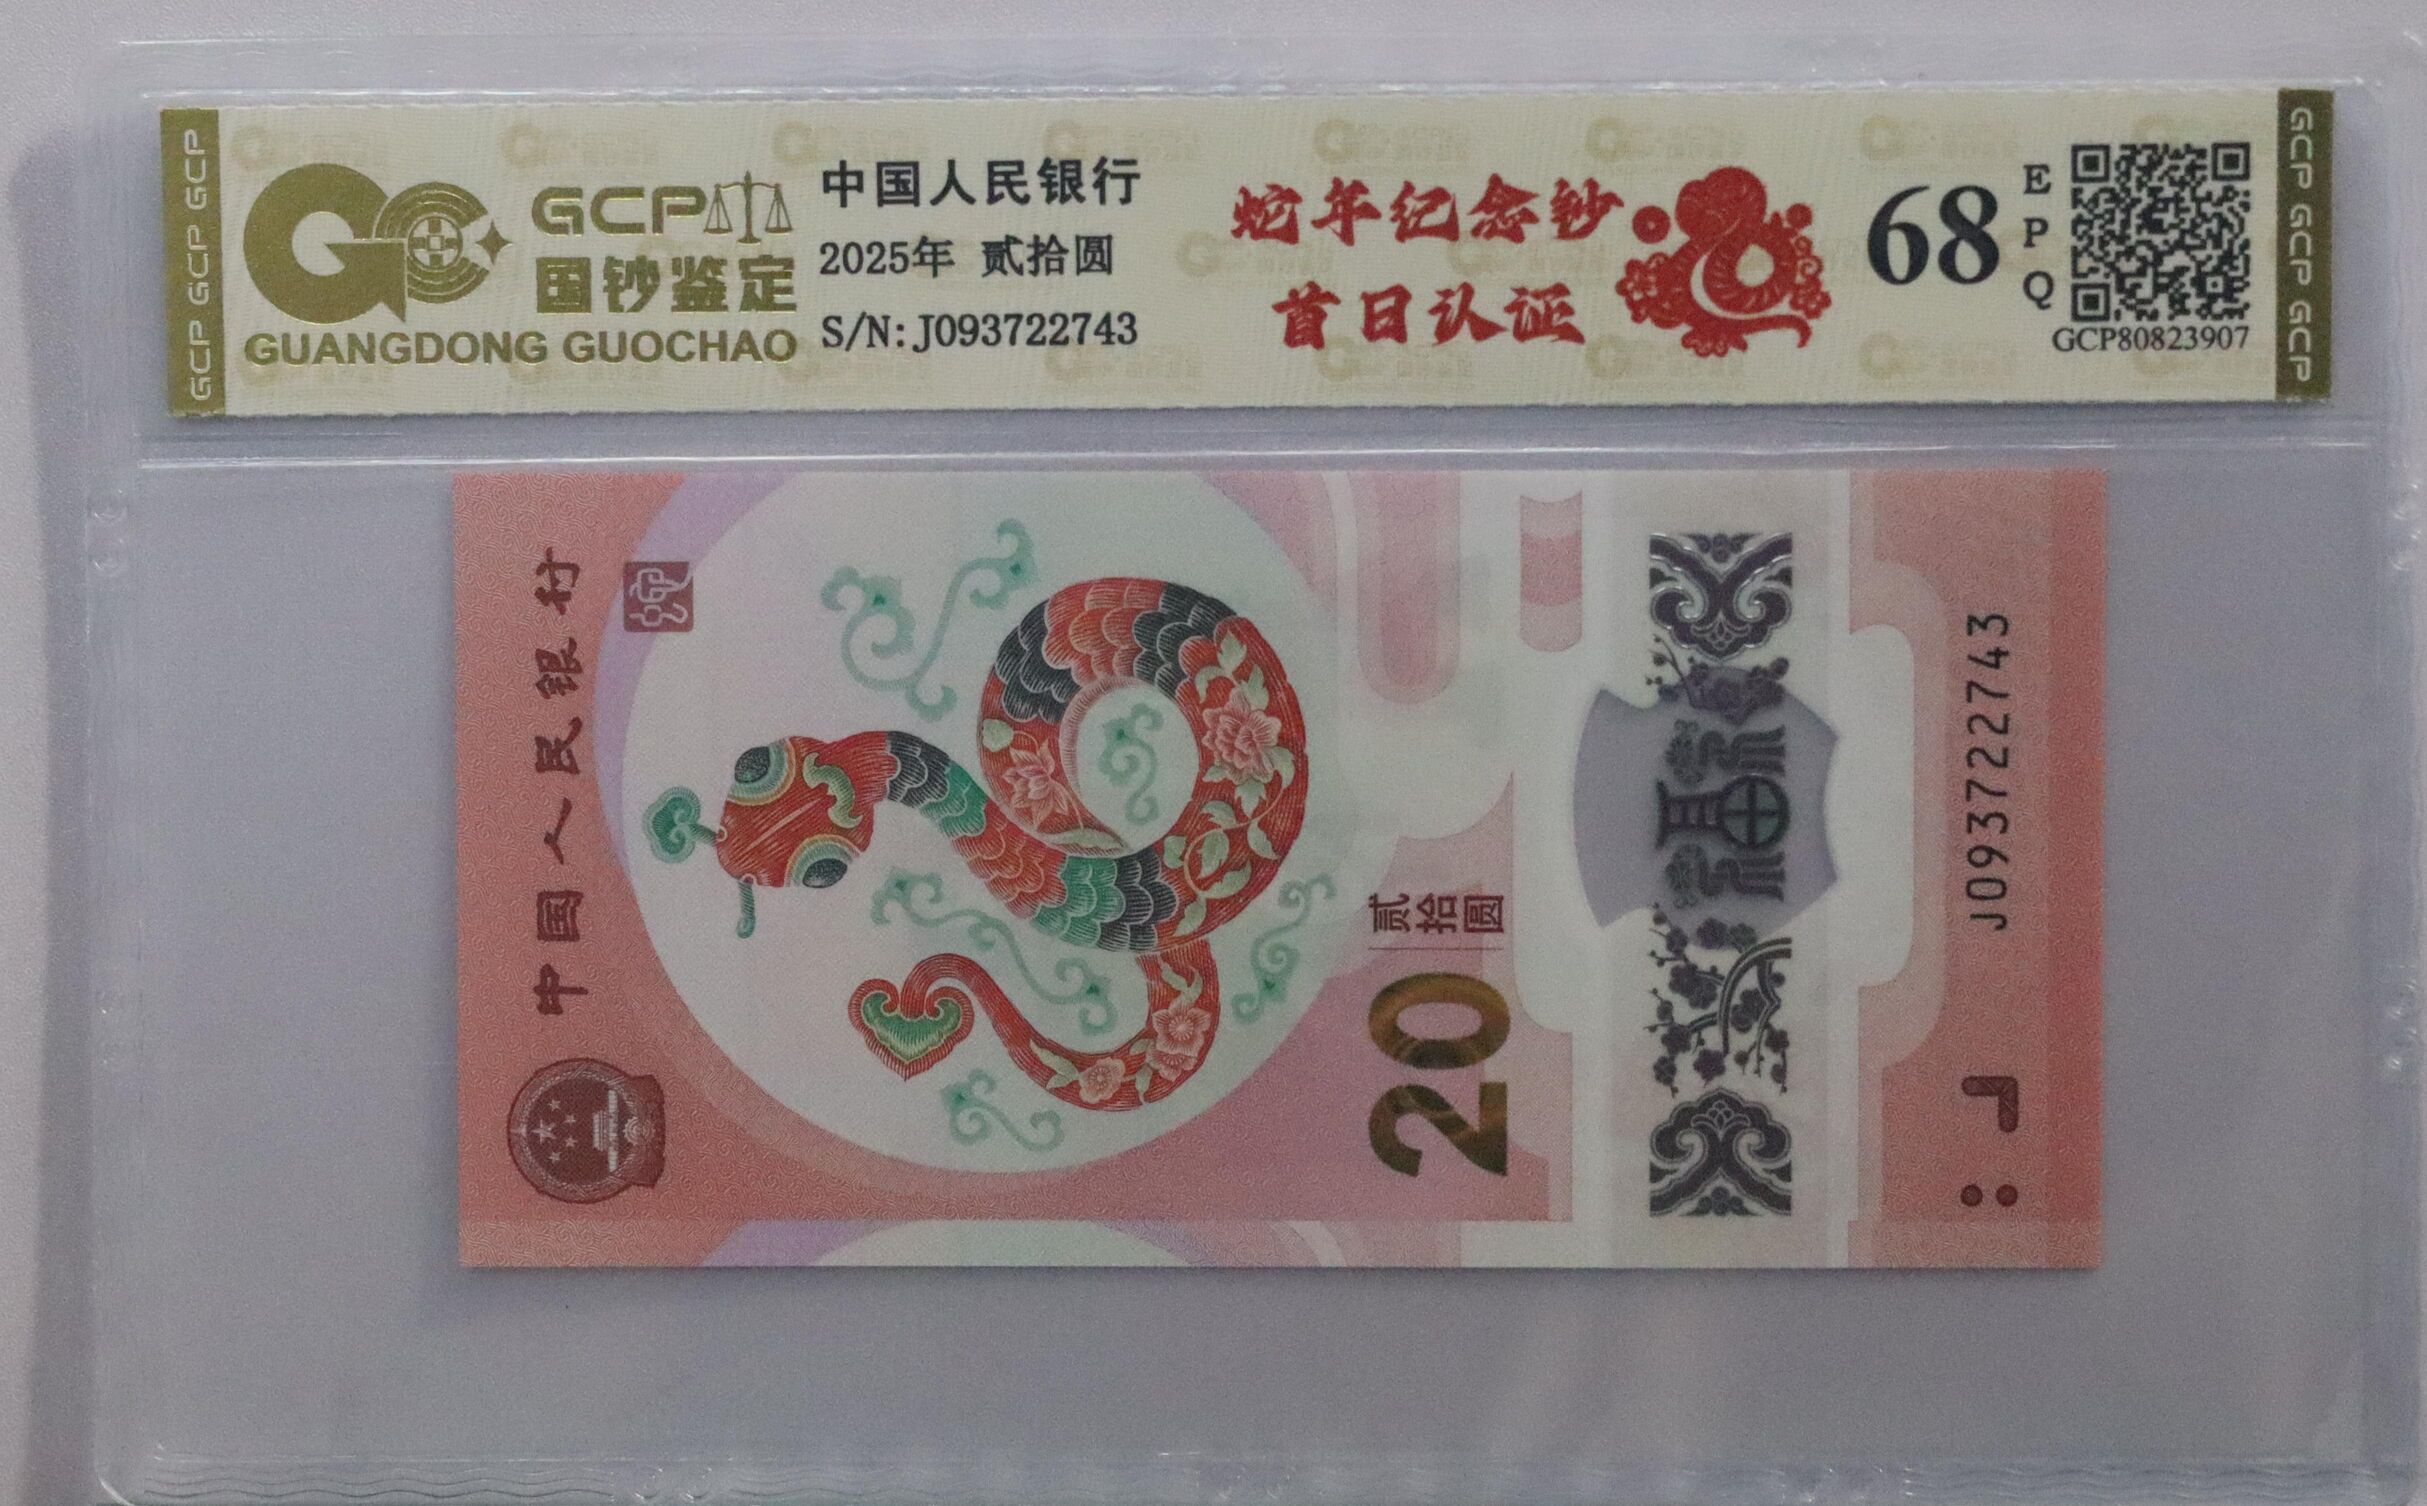 GCP GCP GCP
GCP
国钞鉴定
GUANGDONG GUOCHAO
中国人民银行
2025年 贰拾圆
S/N: J093722743
蛇年纪念钞
首日认证
68
EPQ
GCP80823907
GCP GCP GCP
中国人民银行
贰拾圆
20
福
J093722743